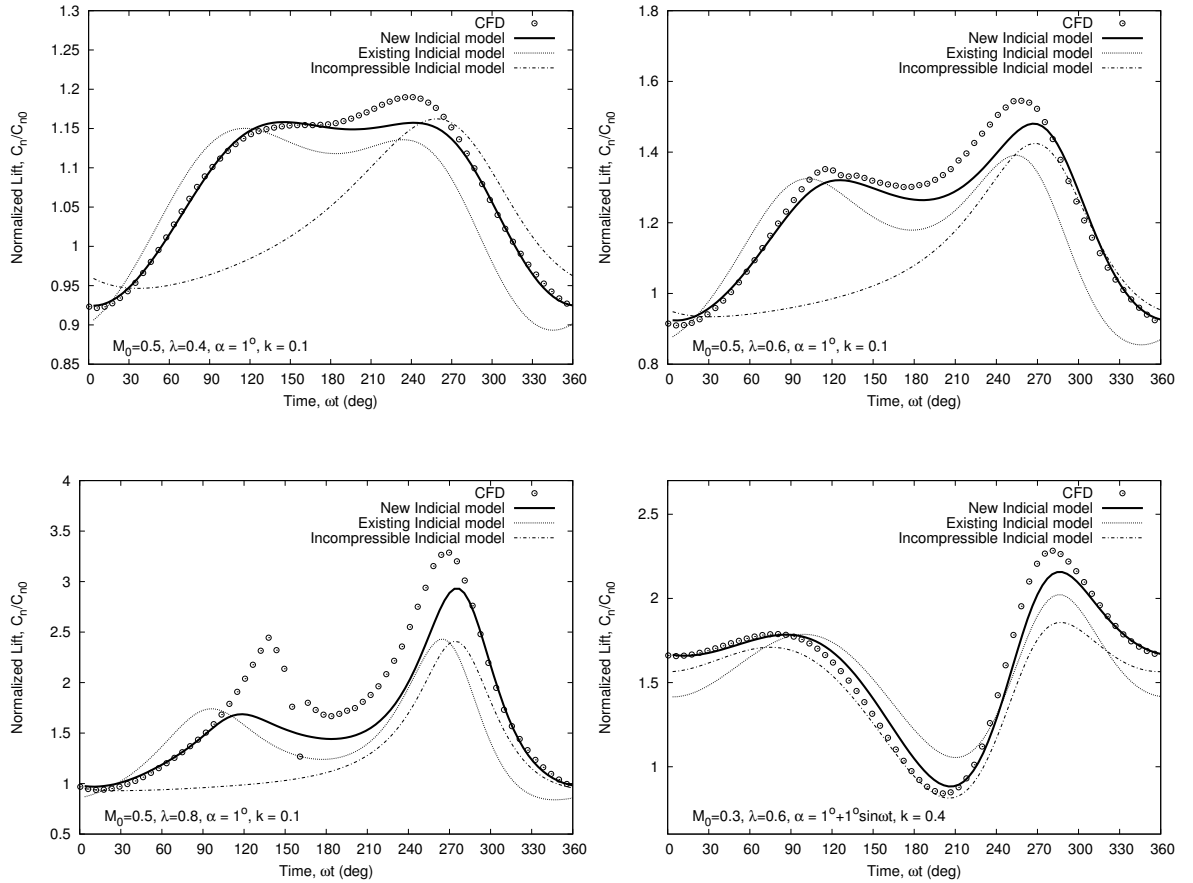 1.3
1.25
1.2
1.15
1.1
1.05
1
0.95
0.9
0.85
Normalized Lift, Cn/Cn0
CFD
New Indicial model
Existing Indicial model
Incompressible Indicial model
M0=0.5, λ=0.4, α = 1°, k = 0.1
0 30 60 90 120 150 180 210 240 270 300 330 360
Time, ωt (deg)
1.8
1.6
1.4
1.2
1
0.8
Normalized Lift, Cn/Cn0
CFD
New Indicial model
Existing Indicial model
Incompressible Indicial model
M0=0.5, λ=0.6, α = 1°, k = 0.1
0 30 60 90 120 150 180 210 240 270 300 330 360
Time, ωt (deg)
4
3.5
3
2.5
2
1.5
1
0.5
Normalized Lift, Cn/Cn0
CFD
New Indicial model
Existing Indicial model
Incompressible Indicial model
M0=0.5, λ=0.8, α = 1°, k = 0.1
0 30 60 90 120 150 180 210 240 270 300 330 360
Time, ωt (deg)
2.5
2
1.5
1
Normalized Lift, Cn/Cn0
CFD
New Indicial model
Existing Indicial model
Incompressible Indicial model
M0=0.3, λ=0.6, α = 1°+1°sinωt, k = 0.4
0 30 60 90 120 150 180 210 240 270 300 330 360
Time, ωt (deg)